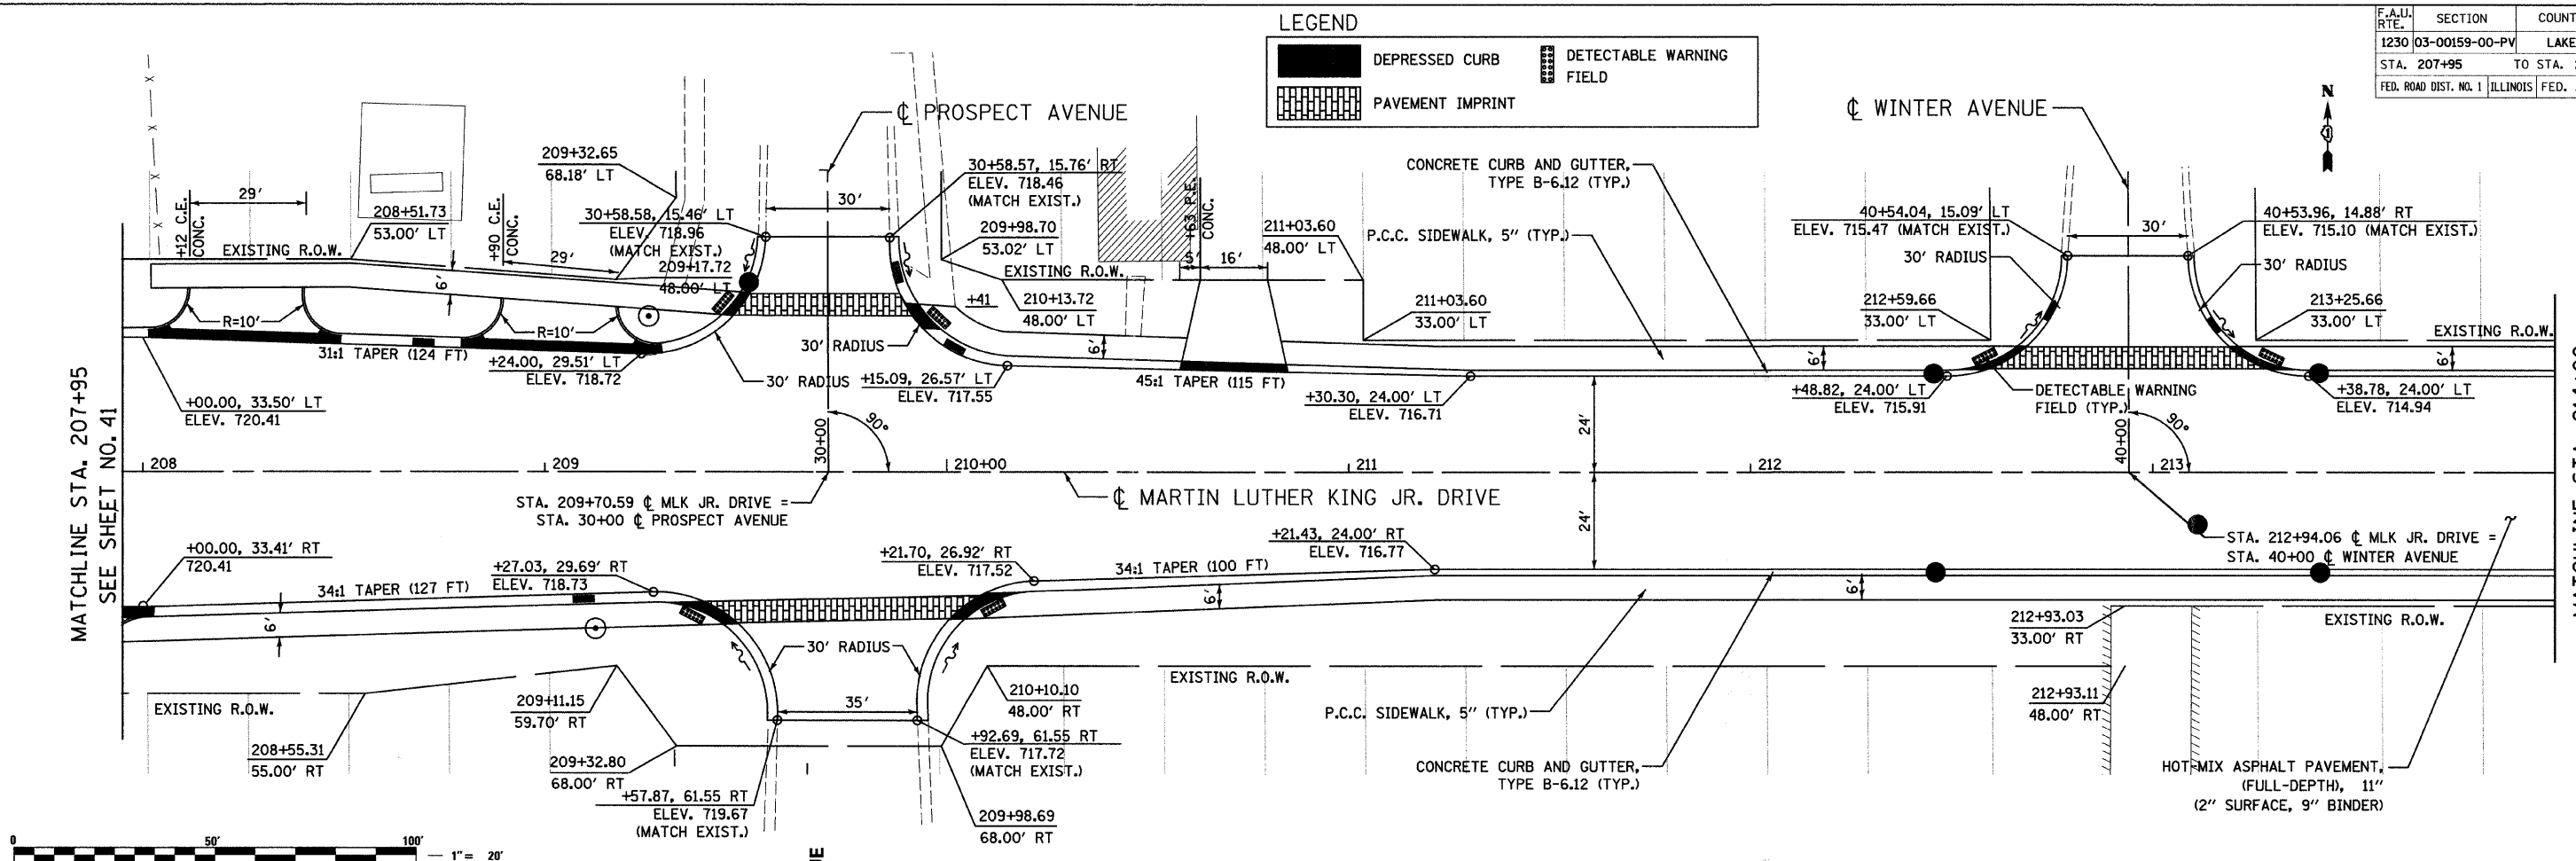 LEGEND
DEPRESSED CURB
DETECTABLE WARNING
FIELD
PAVEMENT IMPRINT
F.A.U.
RTE.
SECTION
COUNT
1230
03-00159-00-PV
LAKE
STA. 207+95
TO STA.
FED. ROAD DIST. NO. 1
ILLINOIS
FED.
N
℄ PROSPECT AVENUE
℄ WINTER AVENUE
209+32.65
68.18' LT
30+58.57, 15.76' RT
ELEV. 718.46
(MATCH EXIST.)
CONCRETE CURB AND GUTTER,
TYPE B-6.12 (TYP.)
29'
+12 C.E.
CONC.
208+51.73
53.00' LT
+90 C.E.
CONC.
30+58.58, 15.46' LT
ELEV. 718.96
(MATCH EXIST.)
30'
209+98.70
53.02' LT
+63 P.E.
CONC.
211+03.60
48.00' LT
P.C.C. SIDEWALK, 5" (TYP.)
40+54.04, 15.09' LT
ELEV. 715.47 (MATCH EXIST.)
30'
40+53.96, 14.88' RT
ELEV. 715.10 (MATCH EXIST.)
EXISTING R.O.W.
29'
209+17.72
48.00' LT
EXISTING R.O.W.
5'
16'
30' RADIUS
30' RADIUS
6'
+41
210+13.72
48.00' LT
211+03.60
33.00' LT
212+59.66
33.00' LT
213+25.66
33.00' LT
EXISTING R.O.W.
R=10'
R=10'
30' RADIUS
6'
6'
6'
31:1 TAPER (124 FT)
+24.00, 29.51' LT
ELEV. 718.72
30' RADIUS
+15.09, 26.57' LT
ELEV. 717.55
45:1 TAPER (115 FT)
+30.30, 24.00' LT
ELEV. 716.71
+48.82, 24.00' LT
ELEV. 715.91
DETECTABLE WARNING
FIELD (TYP.)
+38.78, 24.00' LT
ELEV. 714.94
+00.00, 33.50' LT
ELEV. 720.41
MATCHLINE STA. 207+95
SEE SHEET NO. 41
30+00
90°
24'
40+00
90°
208
209
210+00
211
212
213
STA. 209+70.59 ℄ MLK JR. DRIVE =
STA. 30+00 ℄ PROSPECT AVENUE
℄ MARTIN LUTHER KING JR. DRIVE
24'
STA. 212+94.06 ℄ MLK JR. DRIVE =
STA. 40+00 ℄ WINTER AVENUE
+00.00, 33.41' RT
720.41
34:1 TAPER (127 FT)
+27.03, 29.69' RT
ELEV. 718.73
+21.70, 26.92' RT
ELEV. 717.52
34:1 TAPER (100 FT)
+21.43, 24.00' RT
ELEV. 716.77
6'
6'
6'
212+93.03
33.00' RT
EXISTING R.O.W.
30' RADIUS
EXISTING R.O.W.
EXISTING R.O.W.
209+11.15
59.70' RT
35'
210+10.10
48.00' RT
P.C.C. SIDEWALK, 5" (TYP.)
212+93.11
48.00' RT
208+55.31
55.00' RT
209+32.80
68.00' RT
+92.69, 61.55 RT
ELEV. 717.72
(MATCH EXIST.)
CONCRETE CURB AND GUTTER,
TYPE B-6.12 (TYP.)
HOT-MIX ASPHALT PAVEMENT,
(FULL-DEPTH), 11"
(2" SURFACE, 9" BINDER)
+57.87, 61.55 RT
ELEV. 719.67
(MATCH EXIST.)
209+98.69
68.00' RT
0
50'
100'
1"= 20'